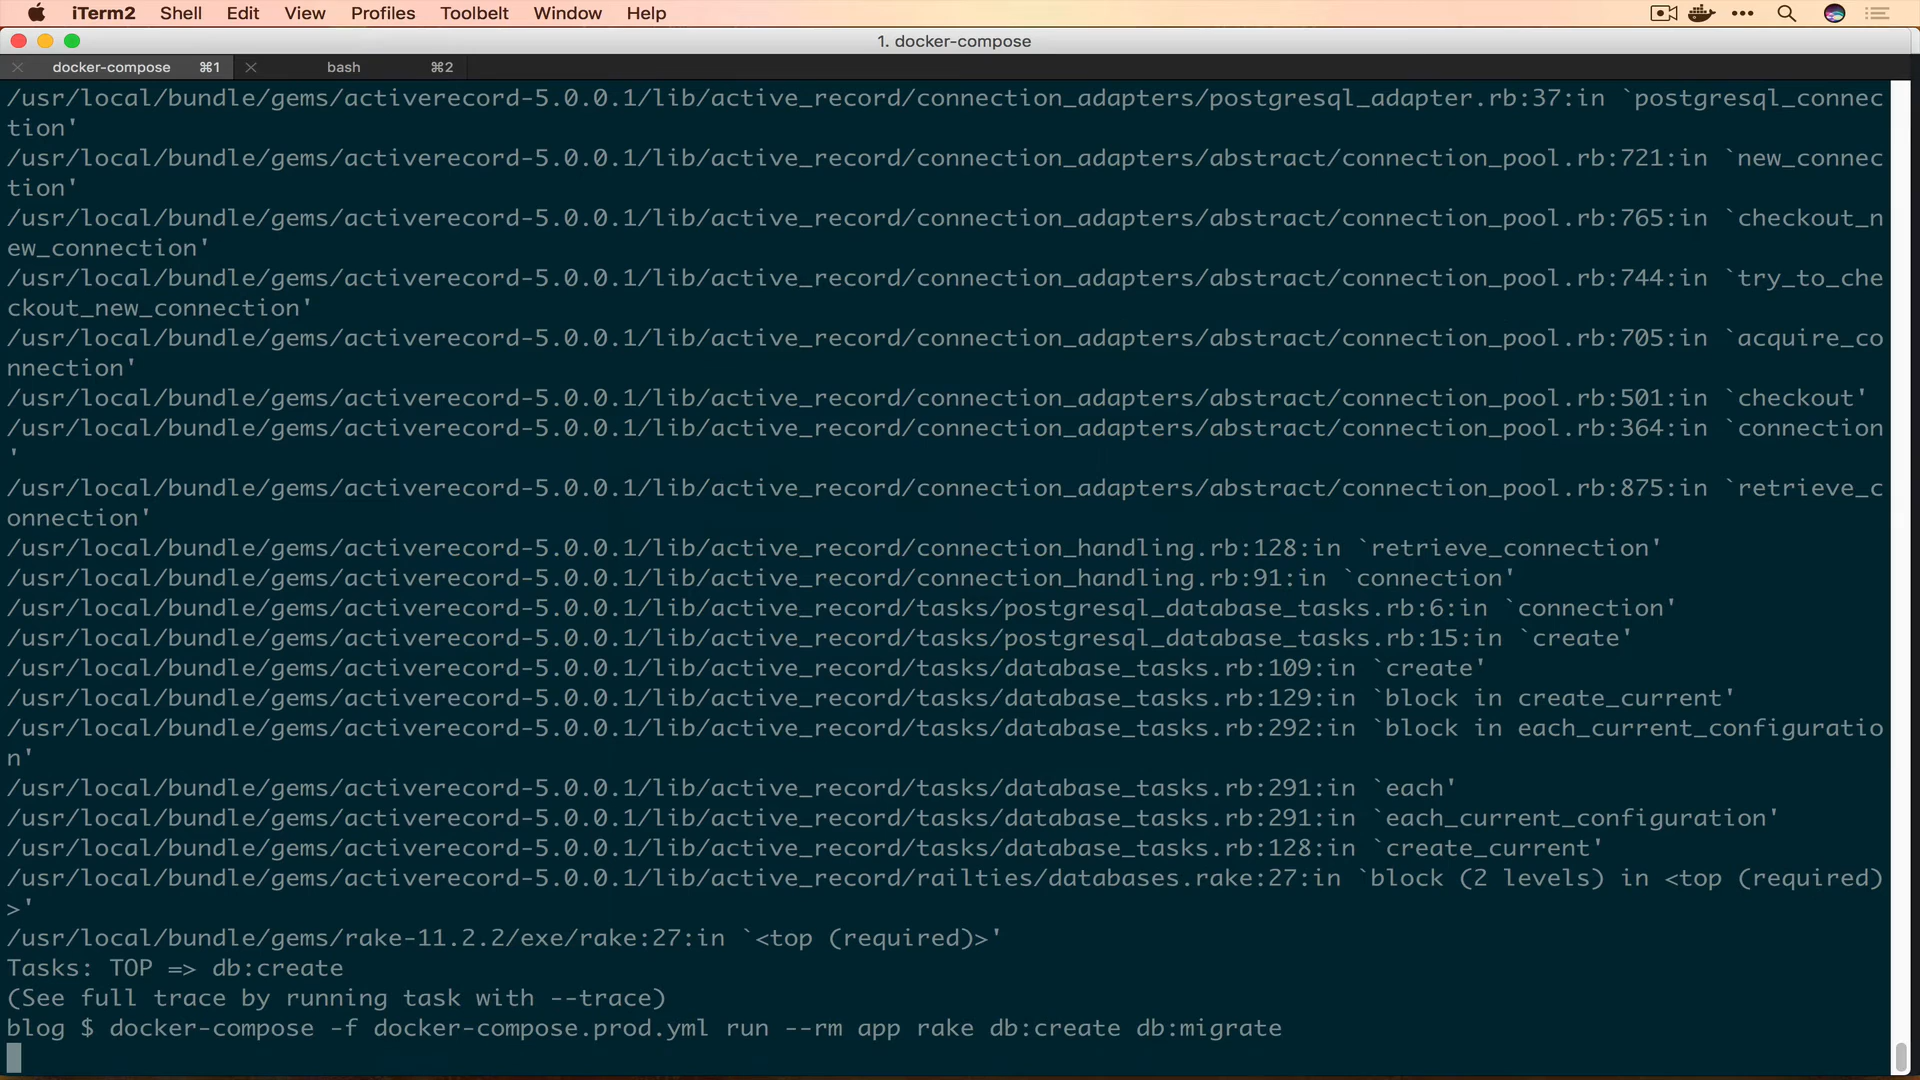 iTerm2 Shell Edit View Profiles Toolbelt Window Help
1. docker-compose
docker-compose ⌘1 bash ⌘2
/usr/local/bundle/gems/activerecord-5.0.0.1/lib/active_record/connection_adapters/postgresql_adapter.rb:37:in `postgresql_connec
tion'
/usr/local/bundle/gems/activerecord-5.0.0.1/lib/active_record/connection_adapters/abstract/connection_pool.rb:721:in `new_connec
tion'
/usr/local/bundle/gems/activerecord-5.0.0.1/lib/active_record/connection_adapters/abstract/connection_pool.rb:765:in `checkout_n
ew_connection'
/usr/local/bundle/gems/activerecord-5.0.0.1/lib/active_record/connection_adapters/abstract/connection_pool.rb:744:in `try_to_che
ckout_new_connection'
/usr/local/bundle/gems/activerecord-5.0.0.1/lib/active_record/connection_adapters/abstract/connection_pool.rb:705:in `acquire_co
nnection'
/usr/local/bundle/gems/activerecord-5.0.0.1/lib/active_record/connection_adapters/abstract/connection_pool.rb:501:in `checkout'
/usr/local/bundle/gems/activerecord-5.0.0.1/lib/active_record/connection_adapters/abstract/connection_pool.rb:364:in `connection
'
/usr/local/bundle/gems/activerecord-5.0.0.1/lib/active_record/connection_adapters/abstract/connection_pool.rb:875:in `retrieve_c
onnection'
/usr/local/bundle/gems/activerecord-5.0.0.1/lib/active_record/connection_handling.rb:128:in `retrieve_connection'
/usr/local/bundle/gems/activerecord-5.0.0.1/lib/active_record/connection_handling.rb:91:in `connection'
/usr/local/bundle/gems/activerecord-5.0.0.1/lib/active_record/tasks/postgresql_database_tasks.rb:6:in `connection'
/usr/local/bundle/gems/activerecord-5.0.0.1/lib/active_record/tasks/postgresql_database_tasks.rb:15:in `create'
/usr/local/bundle/gems/activerecord-5.0.0.1/lib/active_record/tasks/database_tasks.rb:109:in `create'
/usr/local/bundle/gems/activerecord-5.0.0.1/lib/active_record/tasks/database_tasks.rb:129:in `block in create_current'
/usr/local/bundle/gems/activerecord-5.0.0.1/lib/active_record/tasks/database_tasks.rb:292:in `block in each_current_configuratio
n'
/usr/local/bundle/gems/activerecord-5.0.0.1/lib/active_record/tasks/database_tasks.rb:291:in `each'
/usr/local/bundle/gems/activerecord-5.0.0.1/lib/active_record/tasks/database_tasks.rb:291:in `each_current_configuration'
/usr/local/bundle/gems/activerecord-5.0.0.1/lib/active_record/tasks/database_tasks.rb:128:in `create_current'
/usr/local/bundle/gems/activerecord-5.0.0.1/lib/active_record/railties/databases.rake:27:in `block (2 levels) in <top (required)
>'
/usr/local/bundle/gems/rake-11.2.2/exe/rake:27:in `<top (required)>'
Tasks: TOP => db:create
(See full trace by running task with --trace)
blog $ docker-compose -f docker-compose.prod.yml run --rm app rake db:create db:migrate